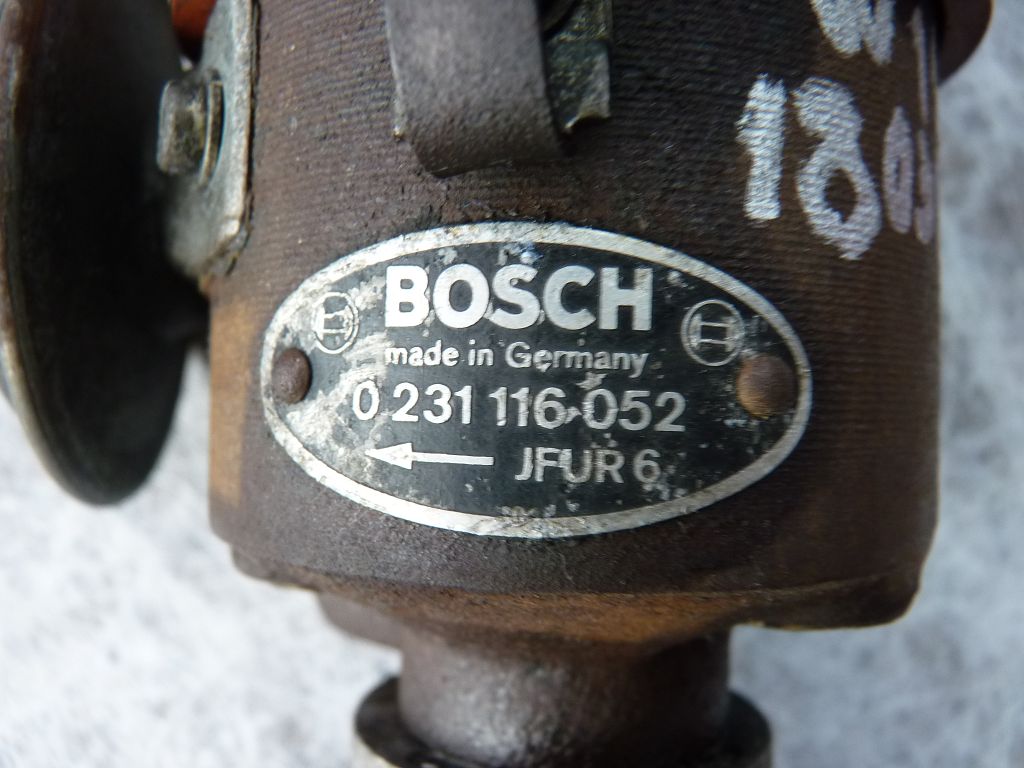 BOSCH
made in Germany
0 231 116 052
JFUR 6